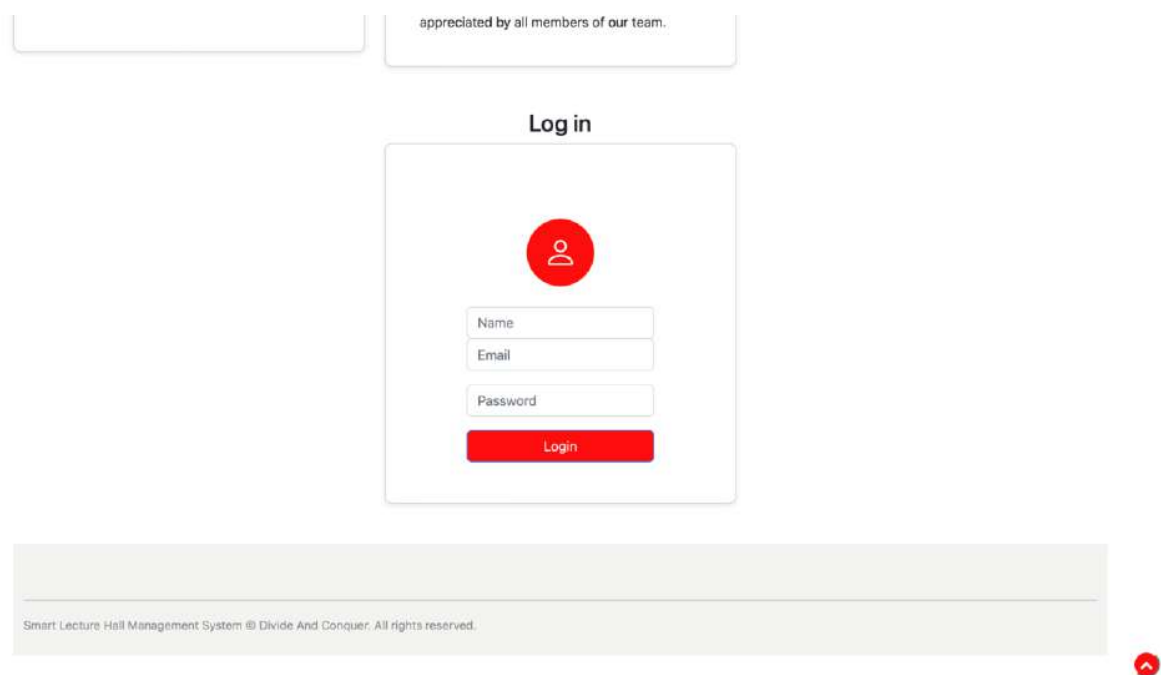 appreciated by all members of our team.
Log in
Name
Email
Password
Login
Smart Lecture Hall Management System © Divide And Conquer. All rights reserved.